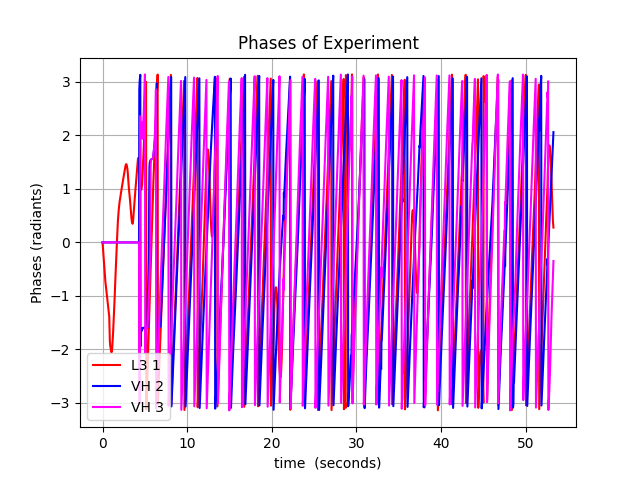 Phases of Experiment
Phases (radiants)
3
2
1
0
−1
−2
−3
L3 1
VH 2
VH 3
0 10 20 30 40 50
time (seconds)